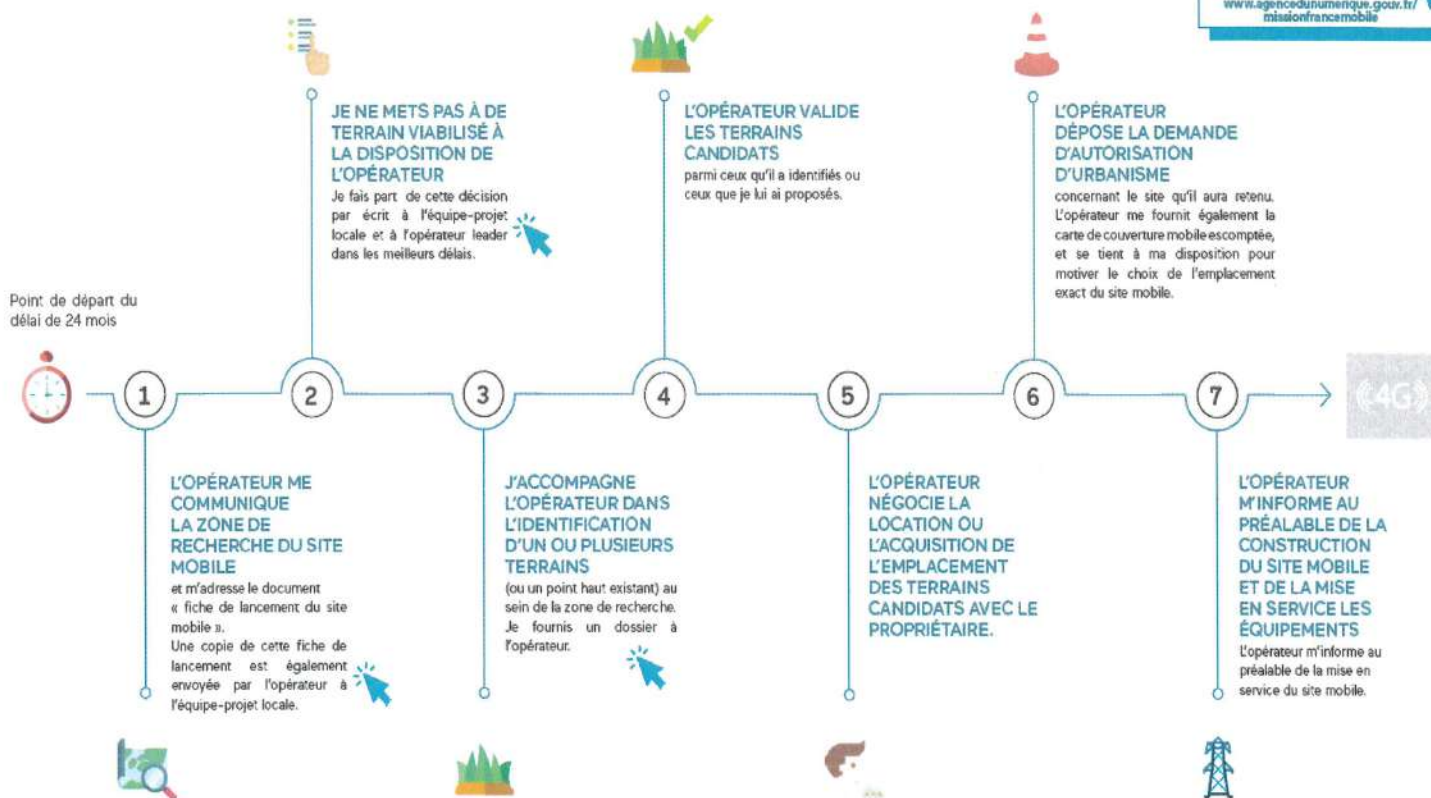 www.agencedunumerique.gouv.fr/
missionfrancemobile
JE NE METS PAS À DE
TERRAIN VIABILISÉ À
LA DISPOSITION DE
L'OPÉRATEUR
Je fais part de cette décision
par écrit à l'équipe-projet
locale et à l'opérateur leader
dans les meilleurs délais.
L'OPÉRATEUR VALIDE
LES TERRAINS
CANDIDATS
parmi ceux qu'il a identifiés ou
ceux que je lui ai proposés.
L'OPÉRATEUR
DÉPOSE LA DEMANDE
D'AUTORISATION
D'URBANISME
concernant le site qu'il aura retenu.
L'opérateur me fournit également la
carte de couverture mobile escomptée,
et se tient à ma disposition pour
motiver le choix de l'emplacement
exact du site mobile.
Point de départ du
délai de 24 mois
1
2
3
4
5
6
7
4G
L'OPÉRATEUR ME
COMMUNIQUE
LA ZONE DE
RECHERCHE DU SITE
MOBILE
et m'adresse le document
« fiche de lancement du site
mobile ».
Une copie de cette fiche de
lancement est également
envoyée par l'opérateur à
l'équipe-projet locale.
J'ACCOMPAGNE
L'OPÉRATEUR DANS
L'IDENTIFICATION
D'UN OU PLUSIEURS
TERRAINS
(ou un point haut existant) au
sein de la zone de recherche.
Je fournis un dossier à
l'opérateur.
L'OPÉRATEUR
NÉGOCIE LA
LOCATION OU
L'ACQUISITION DE
L'EMPLACEMENT
DES TERRAINS
CANDIDATS AVEC LE
PROPRIÉTAIRE.
L'OPÉRATEUR
M'INFORME AU
PRÉALABLE DE LA
CONSTRUCTION
DU SITE MOBILE
ET DE LA MISE
EN SERVICE LES
ÉQUIPEMENTS
L'opérateur m'informe au
préalable de la mise en
service du site mobile.